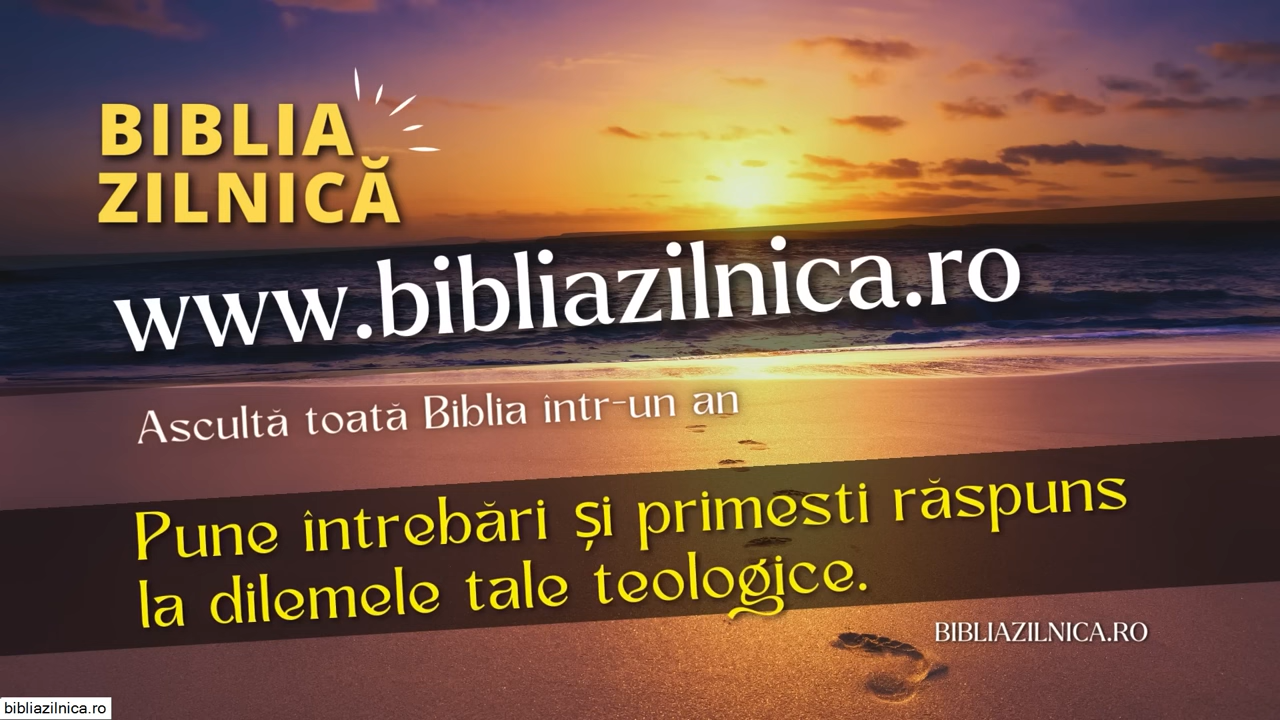 BIBLIA
ZILNICĂ
www.bibliazilnica.ro
Ascultă toată Biblia într-un an
Pune întrebări și primesti răspuns
la dilemele tale teologice.
BIBLIAZILNICA.RO
bibliazilnica.ro